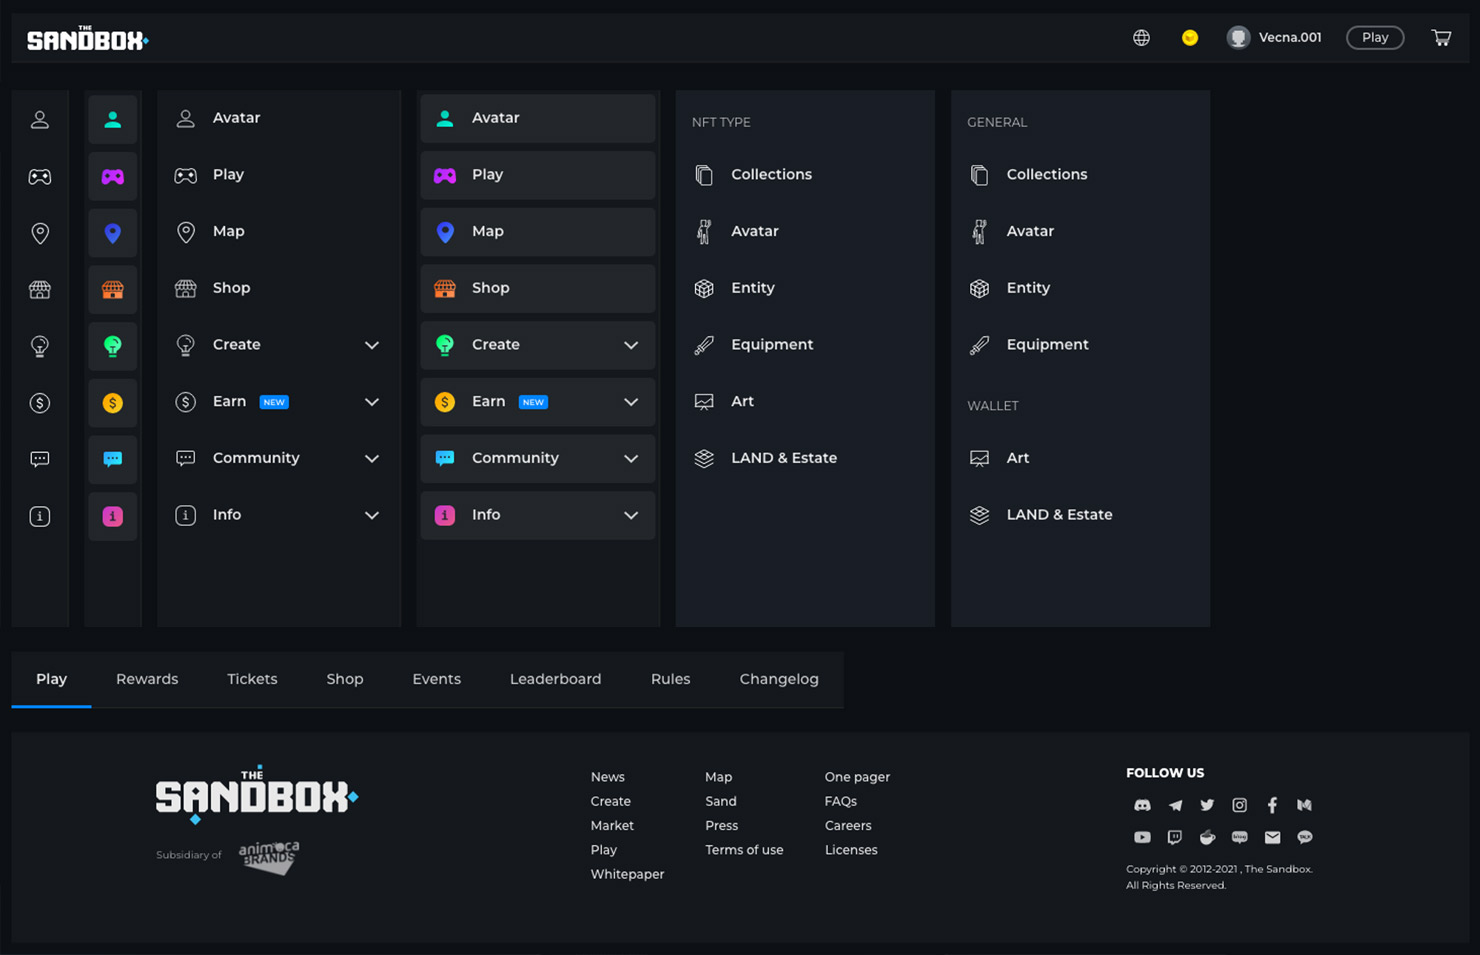 THE
SANDBOX
Vecna.001
Play
Avatar
Play
Map
Shop
Create
Earn NEW
Community
Info
Avatar
Play
Map
Shop
Create
Earn NEW
Community
Info
NFT TYPE
Collections
Avatar
Entity
Equipment
Art
LAND & Estate
GENERAL
Collections
Avatar
Entity
Equipment
WALLET
Art
LAND & Estate
Play Rewards Tickets Shop Events Leaderboard Rules Changelog
THE
SANDBOX
Subsidiary of
animoca
BRANDS
News
Create
Market
Play
Whitepaper
Map
Sand
Press
Terms of use
One pager
FAQs
Careers
Licenses
FOLLOW US
Copyright © 2012-2021 , The Sandbox.
All Rights Reserved.